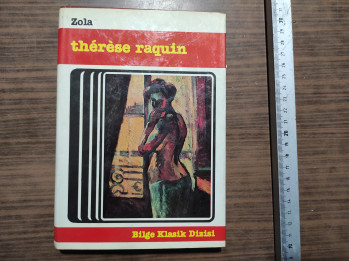 Zola
thérèse raquin
Bilge Klasik Dizisi